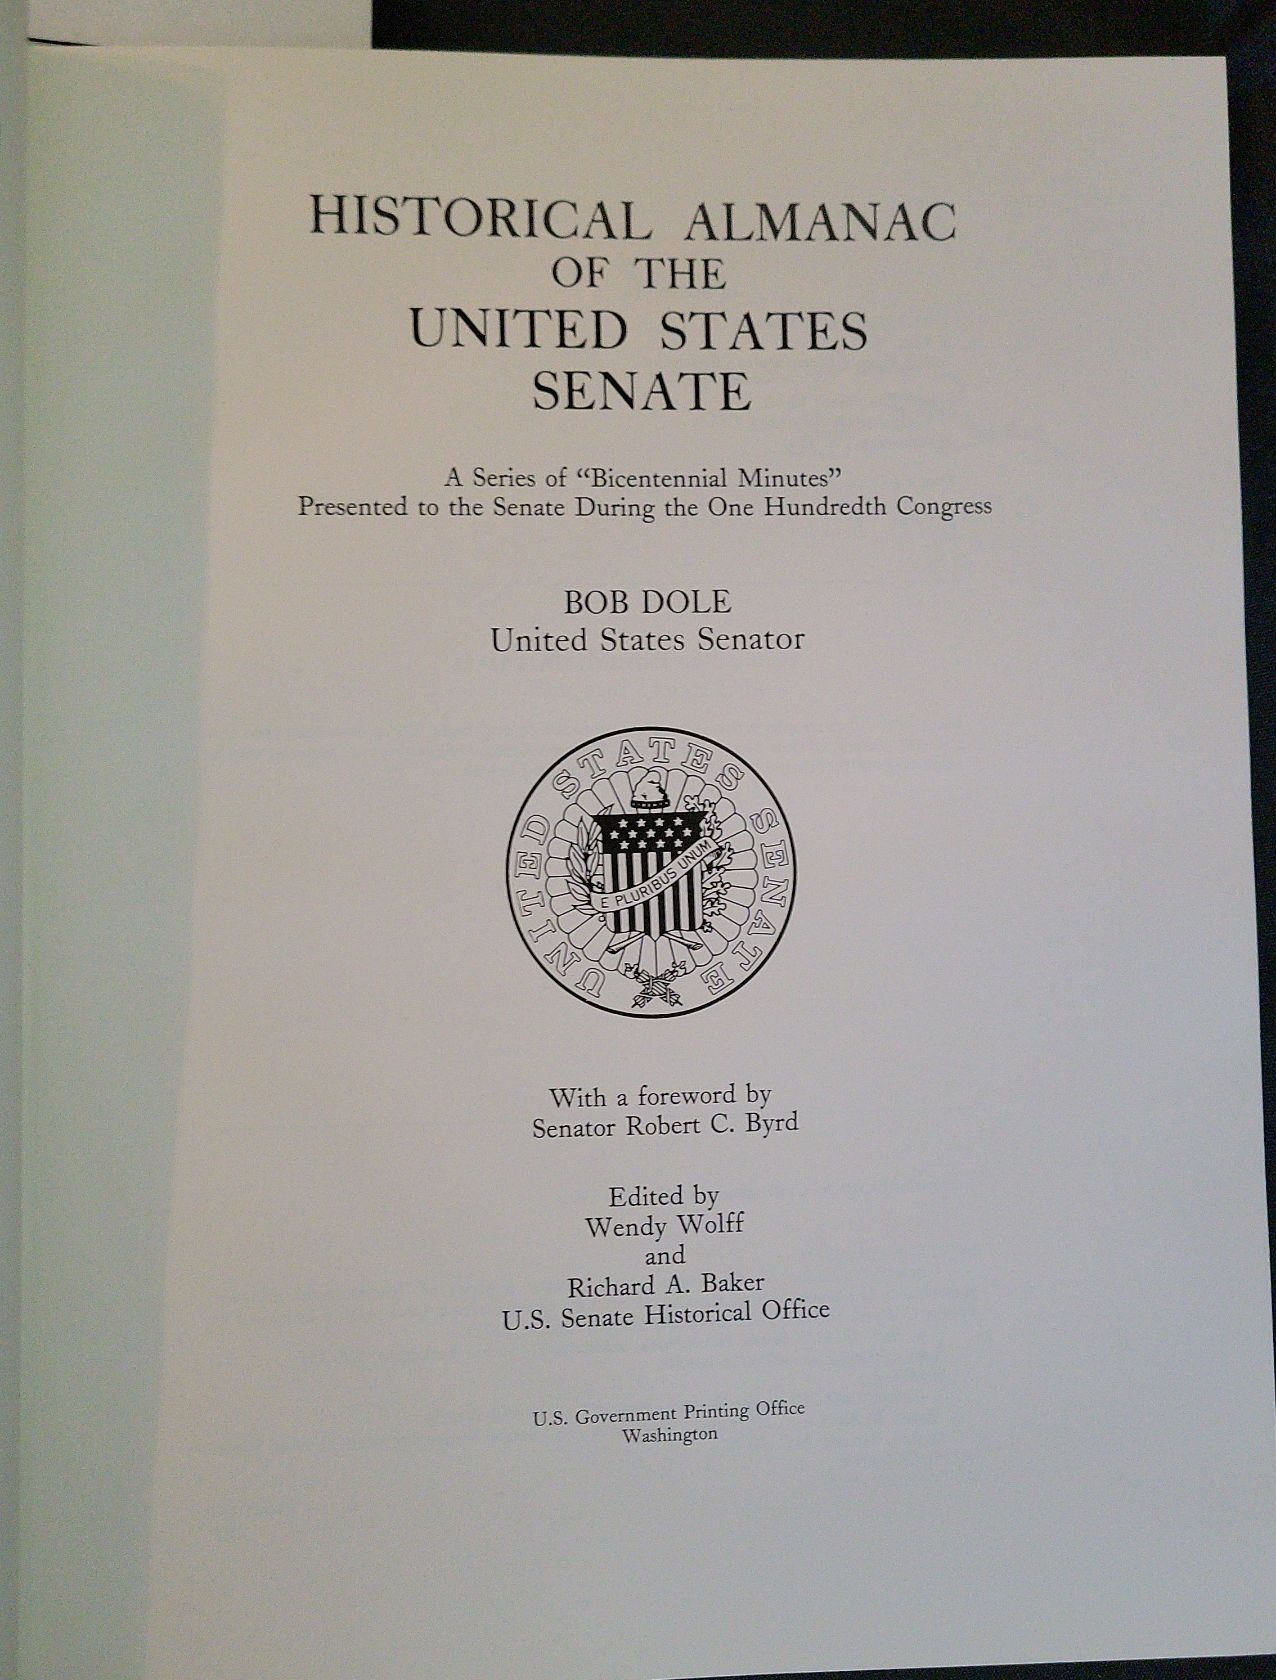 HISTORICAL ALMANAC
OF THE
UNITED STATES
SENATE
A Series of “Bicentennial Minutes”
Presented to the Senate During the One Hundredth Congress
BOB DOLE
United States Senator
UNITED STATES SENATE
E PLURIBUS UNUM
With a foreword by
Senator Robert C. Byrd
Edited by
Wendy Wolff
and
Richard A. Baker
U.S. Senate Historical Office
U.S. Government Printing Office
Washington